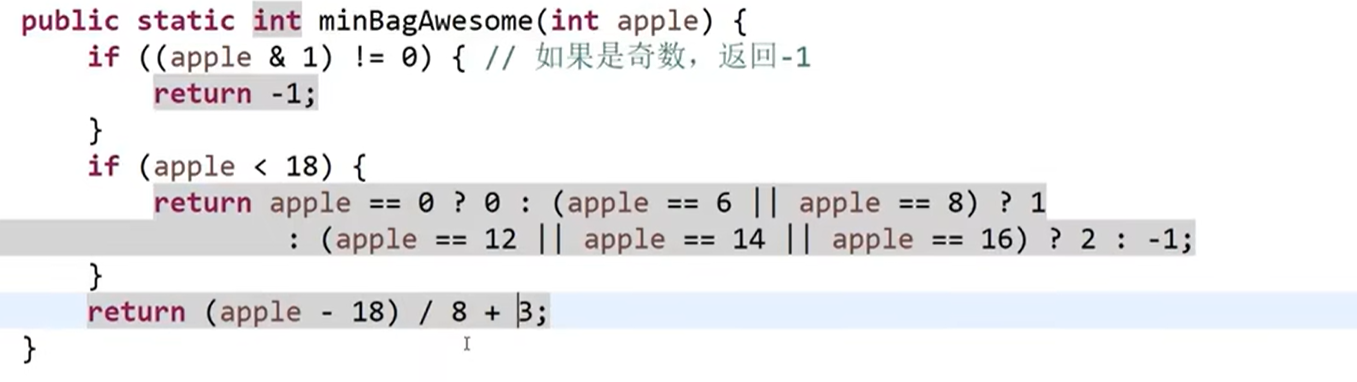 public static int minBagAwesome(int apple) {
if ((apple & 1) != 0) { // 如果是奇数，返回-1
return -1;
}
if (apple < 18) {
return apple == 0 ? 0 : (apple == 6 || apple == 8) ? 1
: (apple == 12 || apple == 14 || apple == 16) ? 2 : -1;
}
return (apple - 18) / 8 + 3;
}